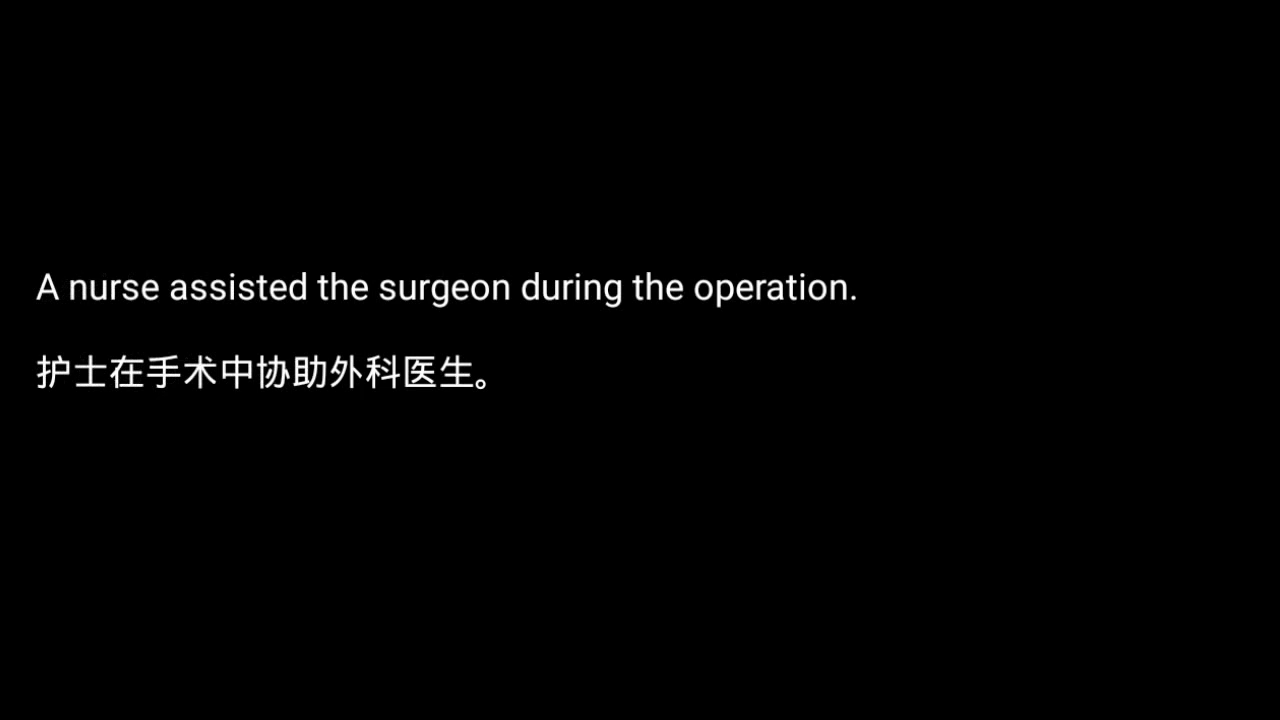 A nurse assisted the surgeon during the operation.
护士在手术中协助外科医生。